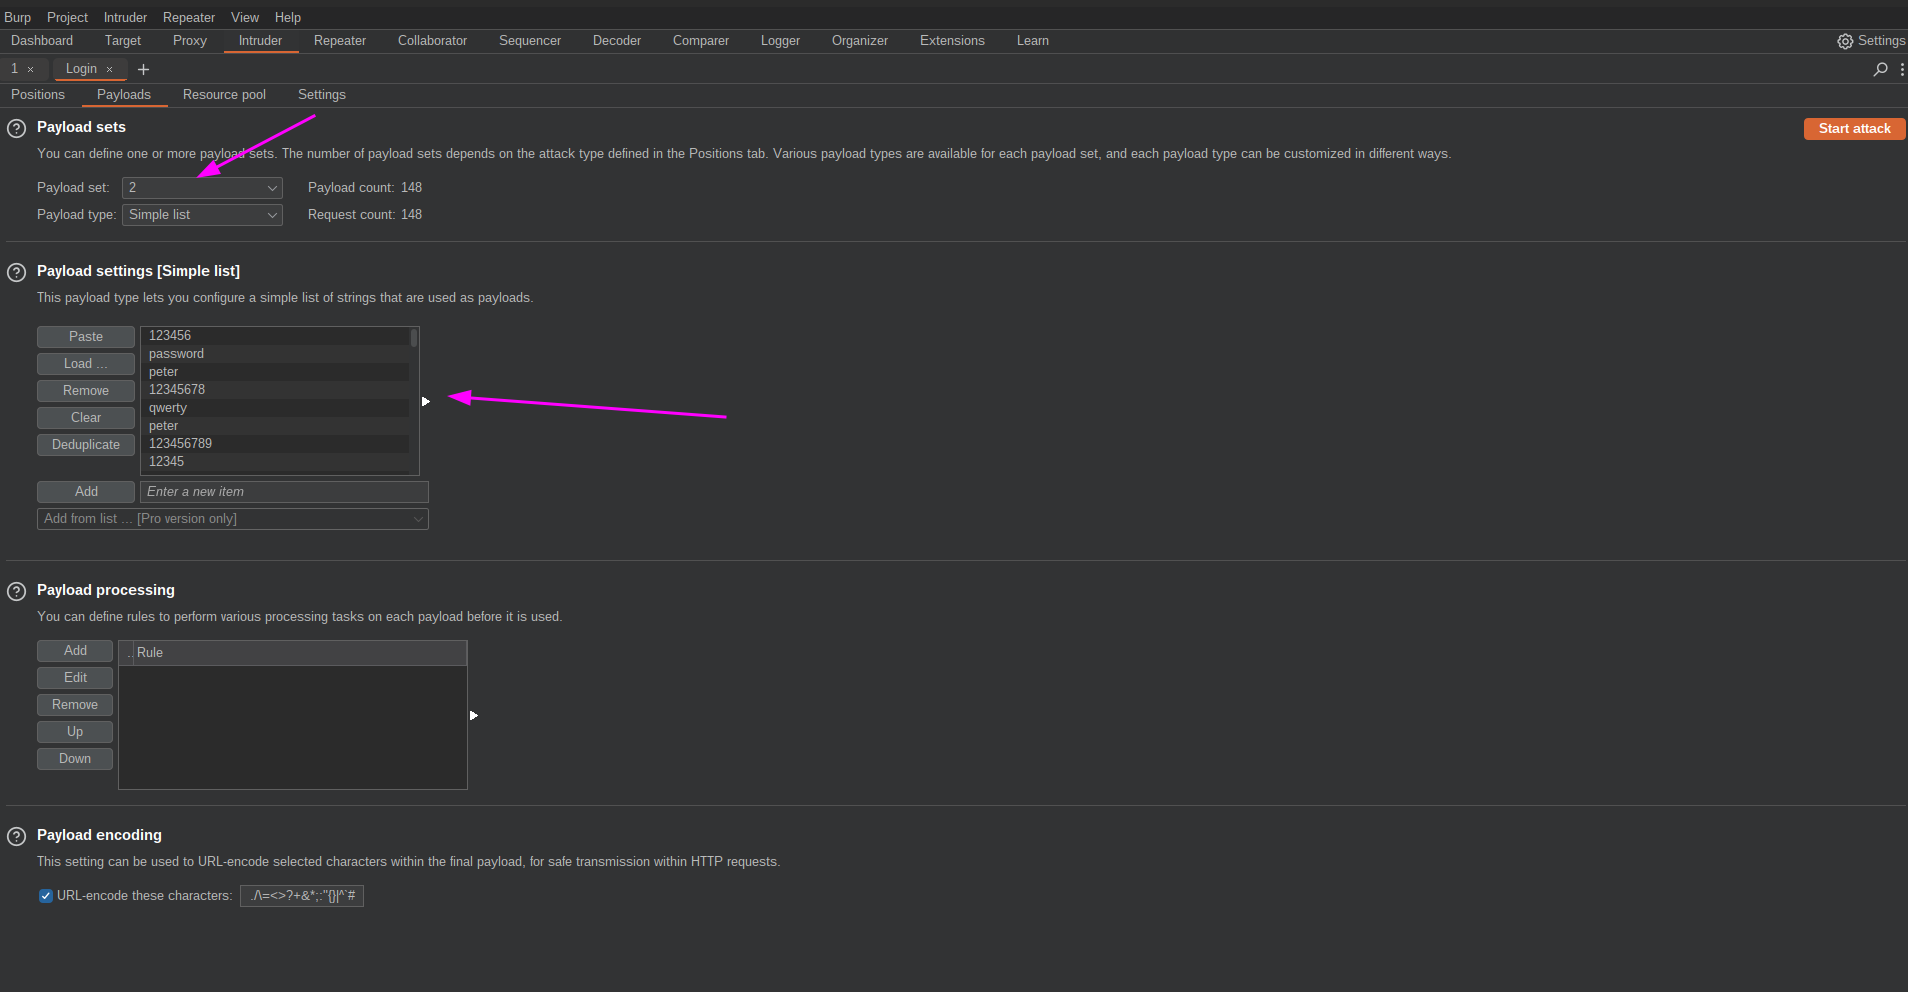 Burp Project Intruder Repeater View Help
Dashboard Target Proxy Intruder Repeater Collaborator Sequencer Decoder Comparer Logger Organizer Extensions Learn Settings
1 × Login × +
Positions Payloads Resource pool Settings
? Payload sets Start attack
You can define one or more payload sets. The number of payload sets depends on the attack type defined in the Positions tab. Various payload types are available for each payload set, and each payload type can be customized in different ways.
Payload set: 2 Payload count: 148
Payload type: Simple list Request count: 148
? Payload settings [Simple list]
This payload type lets you configure a simple list of strings that are used as payloads.
Paste 123456
password
Load ... peter
Remove 12345678
qwerty
Clear peter
Deduplicate 123456789
12345
Add Enter a new item
Add from list ... [Pro version only]
? Payload processing
You can define rules to perform various processing tasks on each payload before it is used.
Add .. Rule
Edit
Remove
Up
Down
? Payload encoding
This setting can be used to URL-encode selected characters within the final payload, for safe transmission within HTTP requests.
URL-encode these characters: ./\=<>?+&*;:"{}|^`#